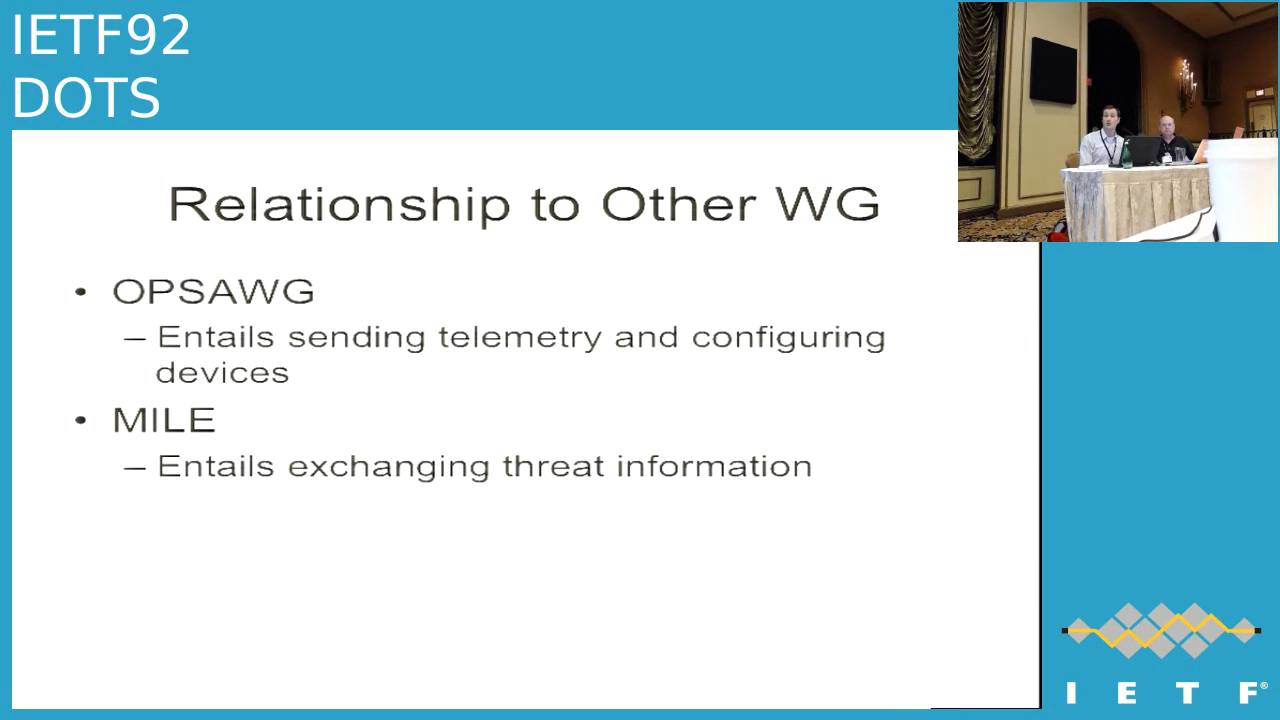 IETF92
DOTS
Relationship to Other WG
• OPSAWG
– Entails sending telemetry and configuring
devices
• MILE
– Entails exchanging threat information
I E T F®